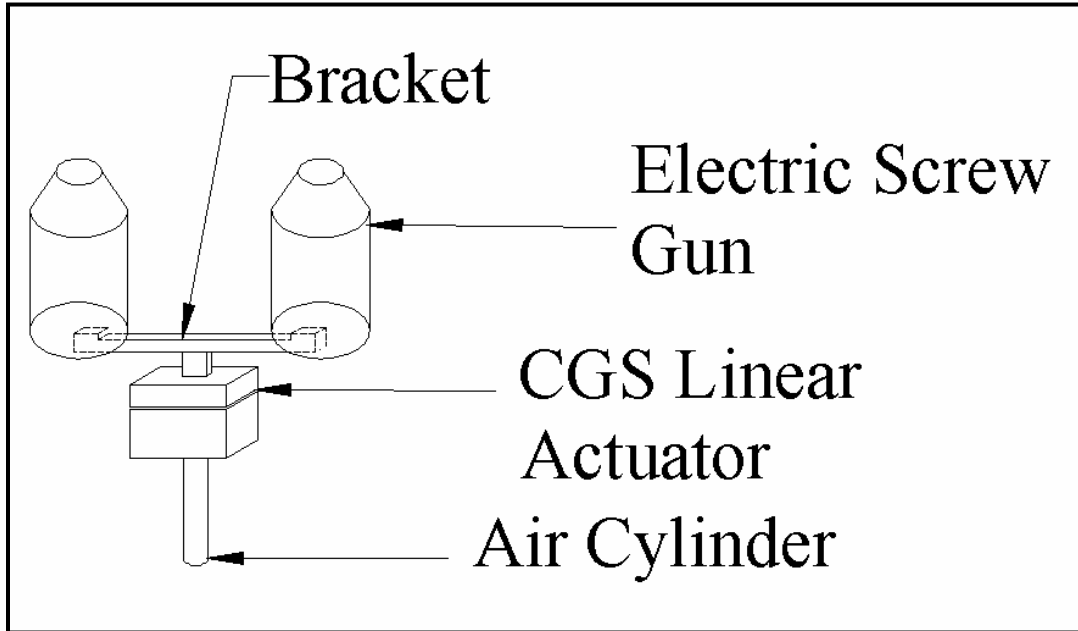 Bracket
Electric Screw
Gun
CGS Linear
Actuator
Air Cylinder